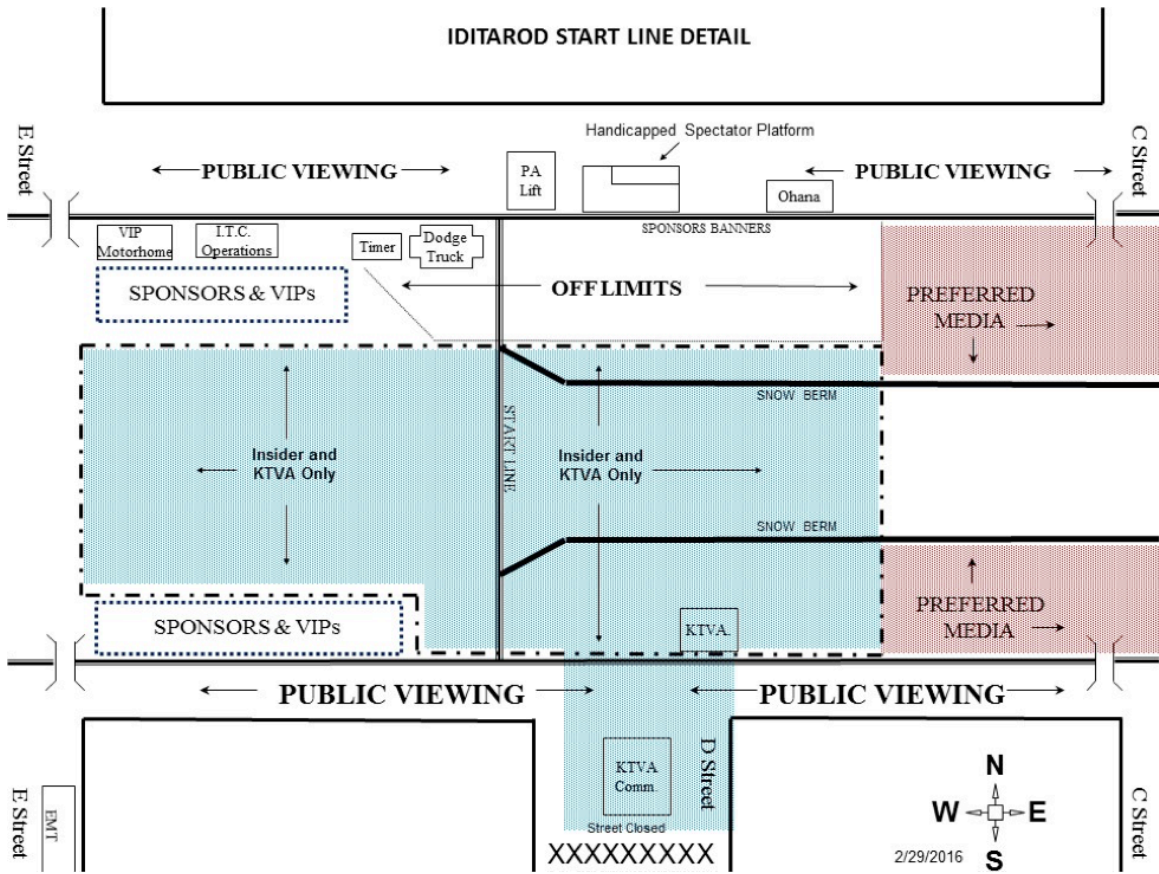 IDITAROD START LINE DETAIL
E Street
C Street
Handicapped Spectator Platform
PUBLIC VIEWING
PA
Lift
Ohana
PUBLIC VIEWING
SPONSORS BANNERS
VIP
Motorhome
I.T.C.
Operations
Timer
Dodge
Truck
SPONSORS & VIPs
OFF LIMITS
PREFERRED
MEDIA
SNOW BERM
START LINE
Insider and
KTVA Only
Insider and
KTVA Only
SNOW BERM
SPONSORS & VIPs
KTVA.
PREFERRED
MEDIA
PUBLIC VIEWING
PUBLIC VIEWING
D Street
KTVA
Comm.
Street Closed
XXXXXXXXX
E Street
EMT
N
W
E
S
2/29/2016
C Street